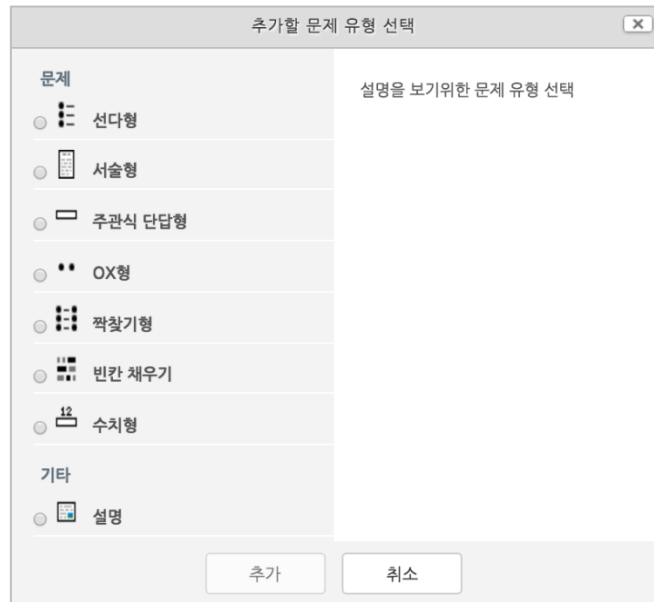 추가할 문제 유형 선택
문제
설명을 보기위한 문제 유형 선택
선다형
서술형
주관식 단답형
OX형
짝찾기형
빈칸 채우기
12
수치형
기타
설명
추가
취소